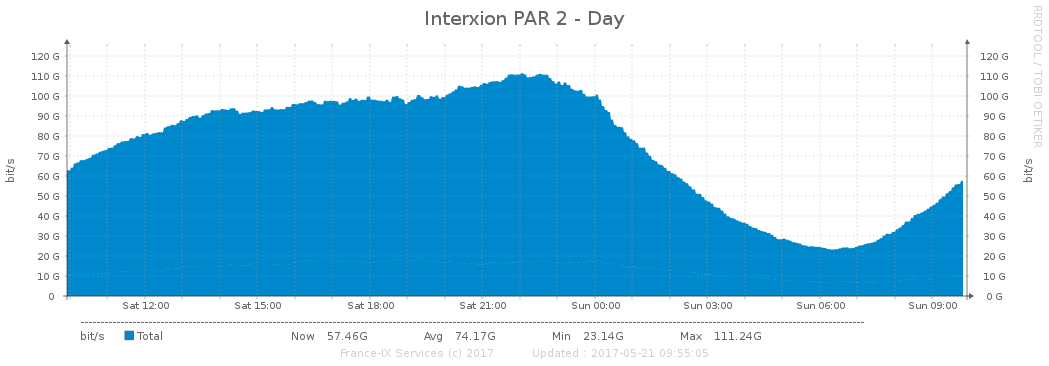 Interxion PAR 2 - Day
RRDTOOL / TOBI OETIKER
bit/s
120 G 120 G
110 G 110 G
100 G 100 G
90 G 90 G
80 G 80 G
70 G 70 G
60 G 60 G
50 G 50 G
40 G 40 G
30 G 30 G
20 G 20 G
10 G 10 G
0 0 G
bit/s
Sat 12:00 Sat 15:00 Sat 18:00 Sat 21:00 Sun 00:00 Sun 03:00 Sun 06:00 Sun 09:00
bit/s Total Now 57.46G Avg 74.17G Min 23.14G Max 111.24G
France-IX Services (c) 2017 Updated : 2017-05-21 09:55:05